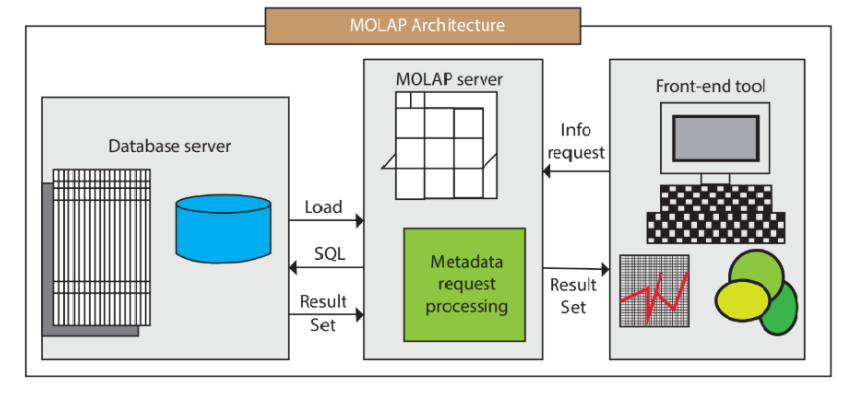 MOLAP Architecture
Database server
Load
SQL
Result
Set
MOLAP server
Metadata
request
processing
Info
request
Result
Set
Front-end tool